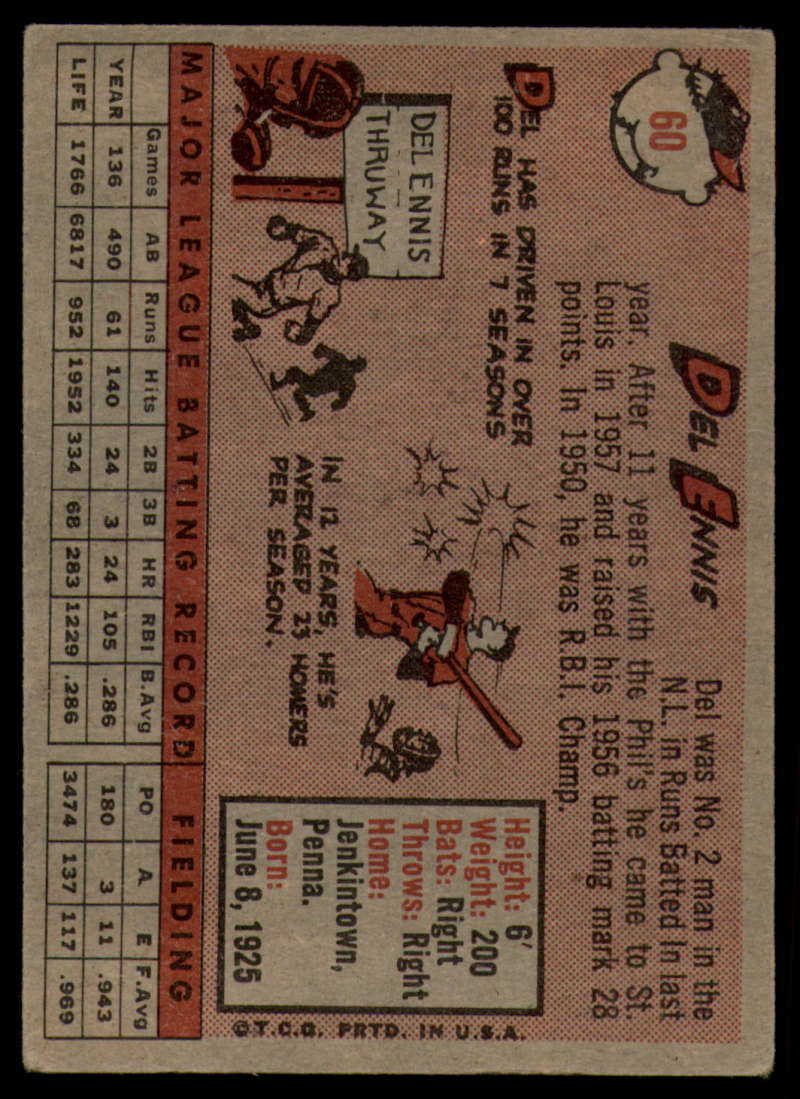 60
DEL ENNIS
Del was No. 2 man in the
N.L. in Runs Batted In last
year. After 11 years with the Phil's he came to St.
Louis in 1957 and raised his 1956 batting mark 28
points. In 1950, he was R.B.I. Champ.
DEL HAS DRIVEN IN OVER
100 RUNS IN 7 SEASONS
DEL ENNIS
THRUWAY
IN 12 YEARS, HE'S
AVERAGED 23 HOMERS
PER SEASON.
Height: 6'
Weight: 200
Bats: Right
Throws: Right
Home:
Jenkintown,
Penna.
Born:
June 8, 1925
©T.C.G. PRTD. IN U.S.A.
MAJOR LEAGUE BATTING RECORD FIELDING
Games AB Runs Hits 2B 3B HR RBI B.Avg PO A E F.Avg
YEAR 136 490 61 140 24 3 24 105 .286 180 3 11 .943
LIFE 1766 6817 952 1952 334 68 283 1229 .286 3474 137 117 .969